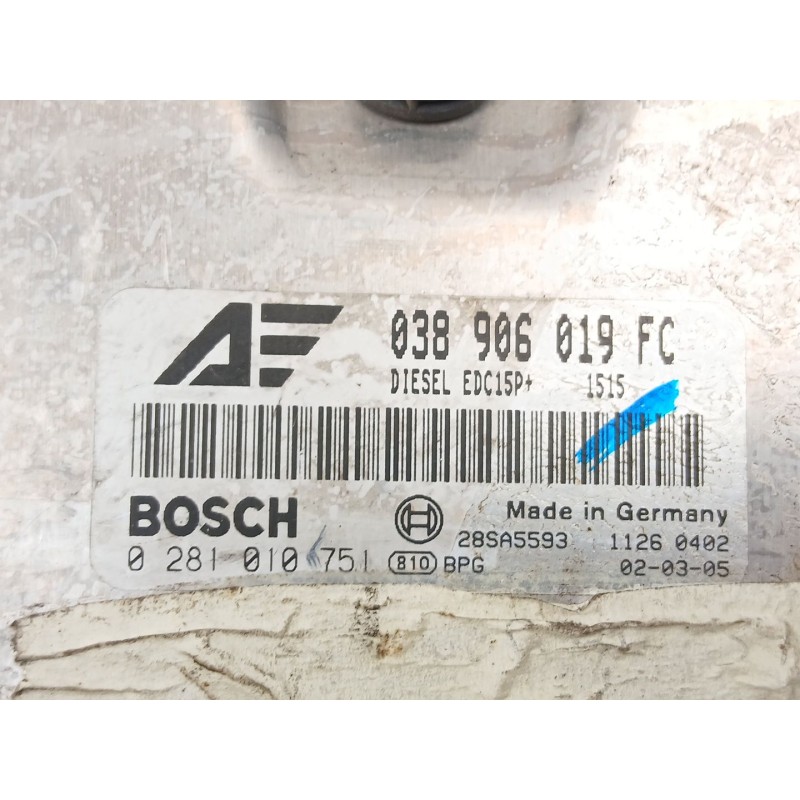 AE
038 906 019 FC
DIESEL EDC15P+ 1515
BOSCH
Made in Germany
28SA5593 1126 0402
0 281 010 751 810 BPG 02-03-05